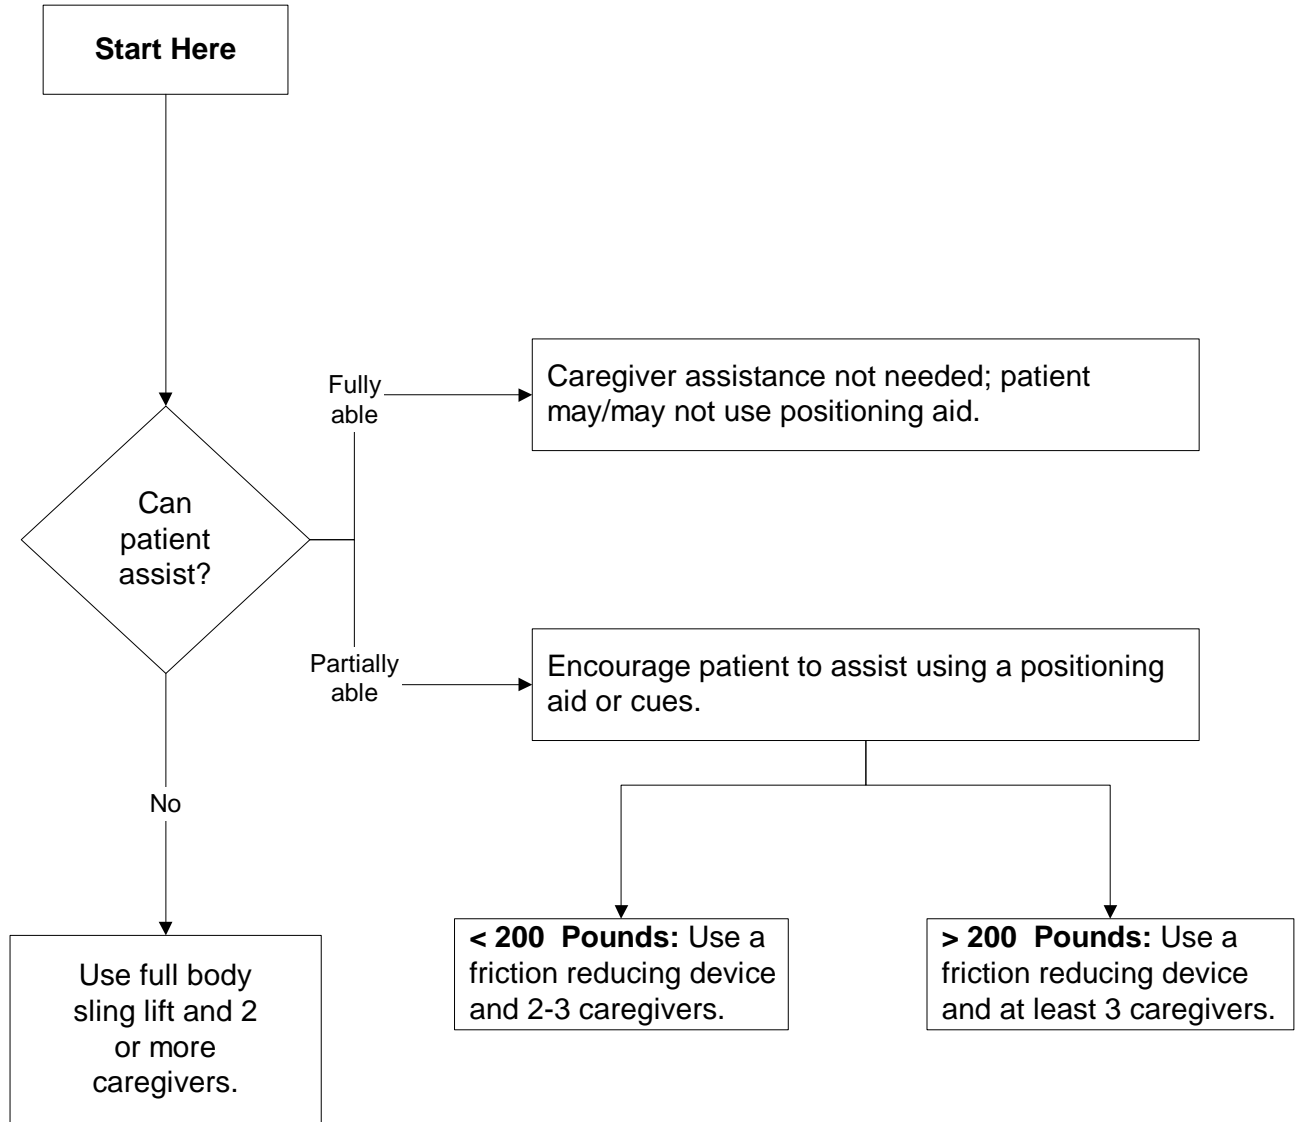 Start Here
Fully
able
Caregiver assistance not needed; patient
may/may not use positioning aid.
Can
patient
assist?
Partially
able
Encourage patient to assist using a positioning
aid or cues.
No
Use full body
sling lift and 2
or more
caregivers.
< 200  Pounds: Use a
friction reducing device
and 2-3 caregivers.
> 200  Pounds: Use a
friction reducing device
and at least 3 caregivers.